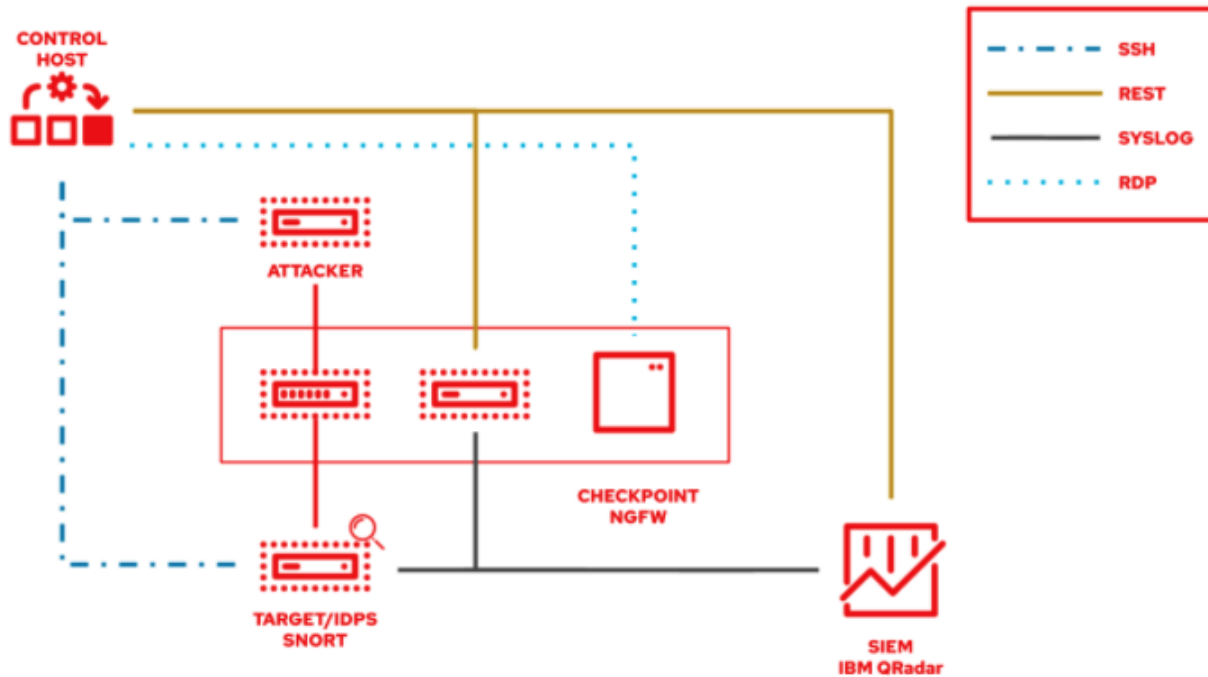 CONTROL
HOST
SSH
REST
SYSLOG
RDP
ATTACKER
CHECKPOINT
NGFW
TARGET/IDPS
SNORT
SIEM
IBM QRadar